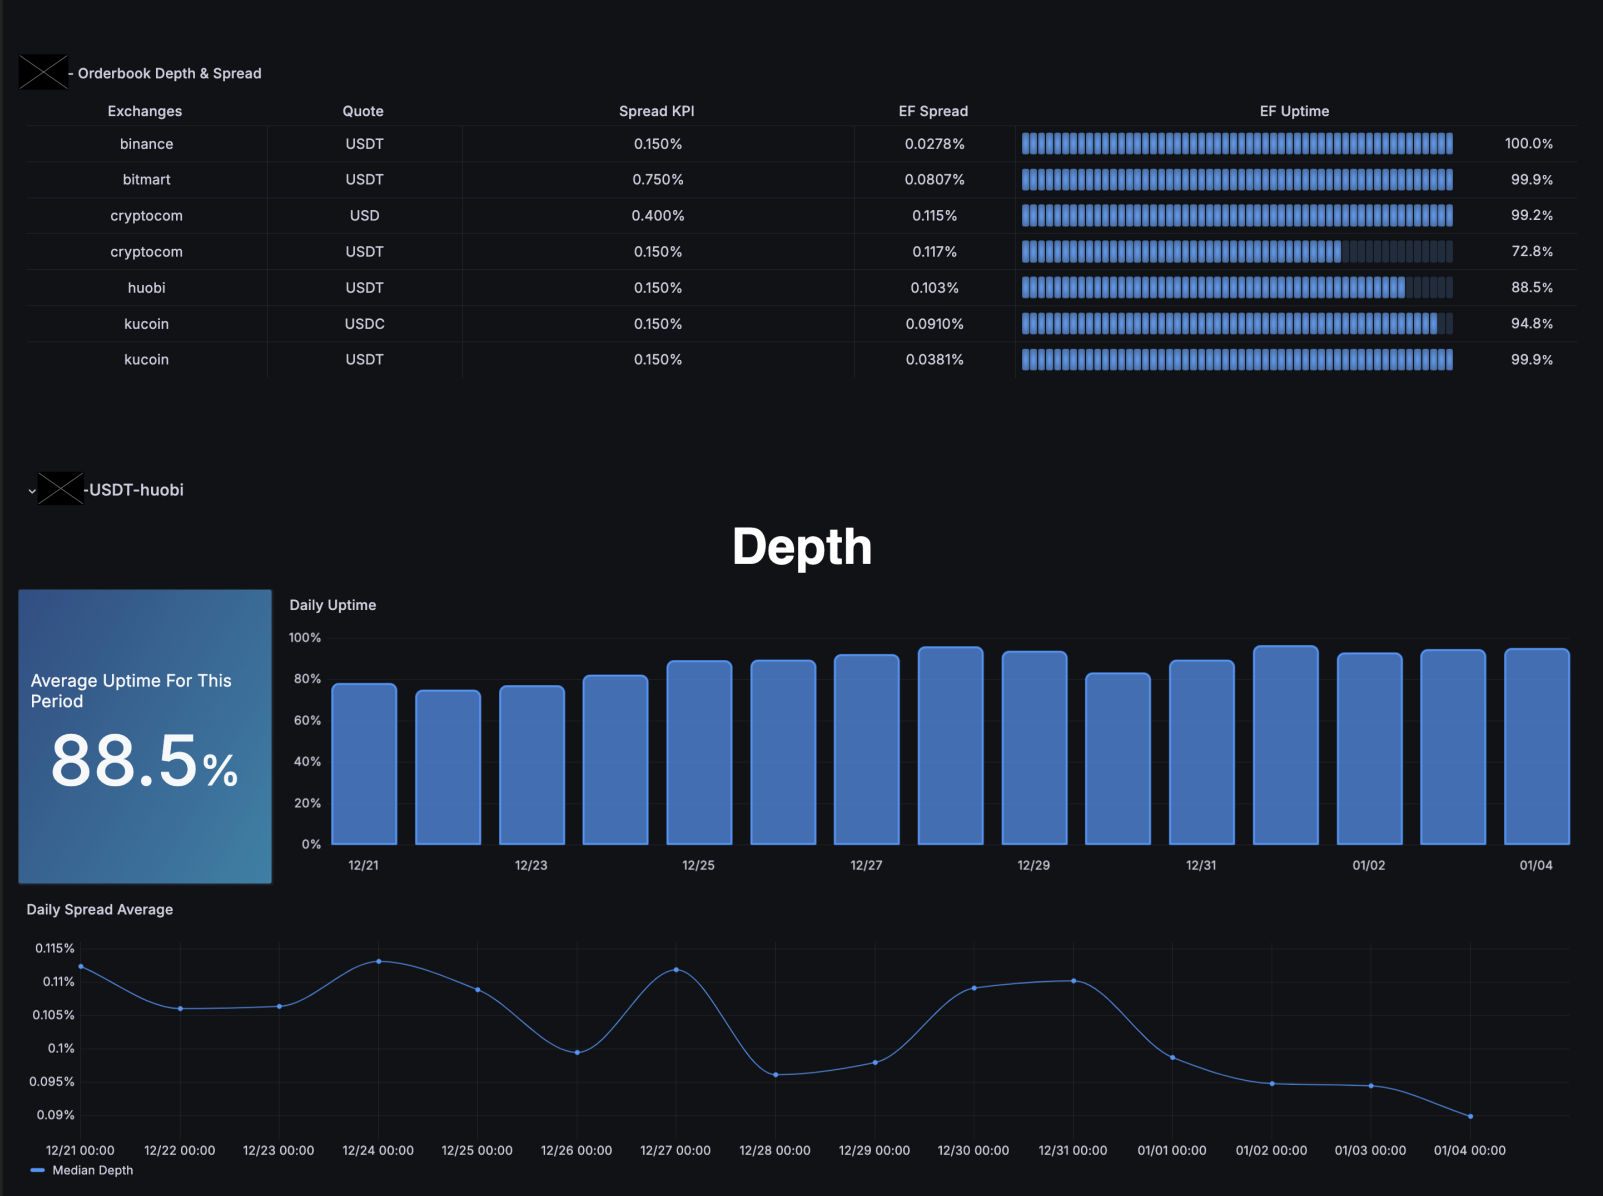 - Orderbook Depth & Spread
Exchanges Quote Spread KPI EF Spread EF Uptime
binance USDT 0.150% 0.0278% 100.0%
bitmart USDT 0.750% 0.0807% 99.9%
cryptocom USD 0.400% 0.115% 99.2%
cryptocom USDT 0.150% 0.117% 72.8%
huobi USDT 0.150% 0.103% 88.5%
kucoin USDC 0.150% 0.0910% 94.8%
kucoin USDT 0.150% 0.0381% 99.9%
-USDT-huobi
Depth
Average Uptime For This
Period
88.5%
Daily Uptime
100%
80%
60%
40%
20%
0%
12/21 12/23 12/25 12/27 12/29 12/31 01/02 01/04
Daily Spread Average
0.115%
0.11%
0.105%
0.1%
0.095%
0.09%
12/21 00:00 12/22 00:00 12/23 00:00 12/24 00:00 12/25 00:00 12/26 00:00 12/27 00:00 12/28 00:00 12/29 00:00 12/30 00:00 12/31 00:00 01/01 00:00 01/02 00:00 01/03 00:00 01/04 00:00
Median Depth